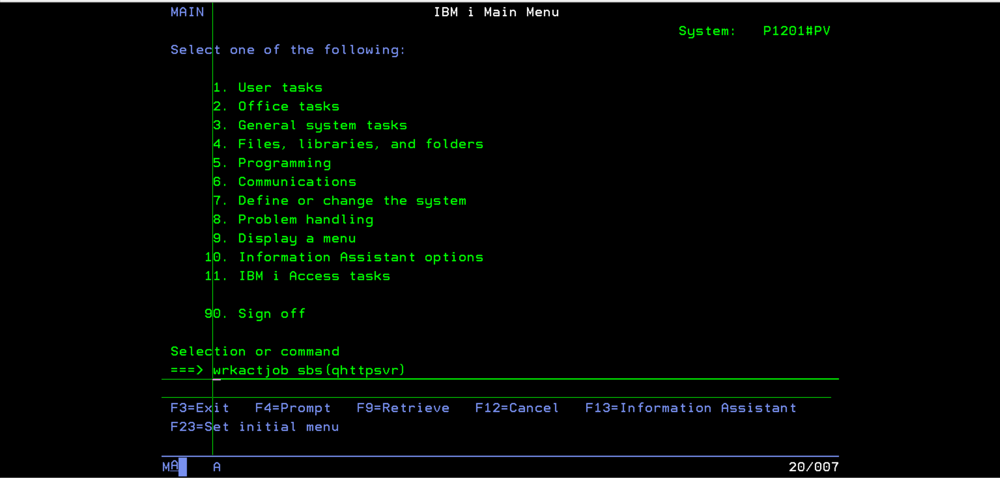 MAIN IBM i Main Menu
System: P1201#PV
Select one of the following:
1. User tasks
2. Office tasks
3. General system tasks
4. Files, libraries, and folders
5. Programming
6. Communications
7. Define or change the system
8. Problem handling
9. Display a menu
10. Information Assistant options
11. IBM i Access tasks
90. Sign off
Selection or command
===> wrkactjob sbs(qhttpsvr)
F3=Exit F4=Prompt F9=Retrieve F12=Cancel F13=Information Assistant
F23=Set initial menu
MA A 20/007